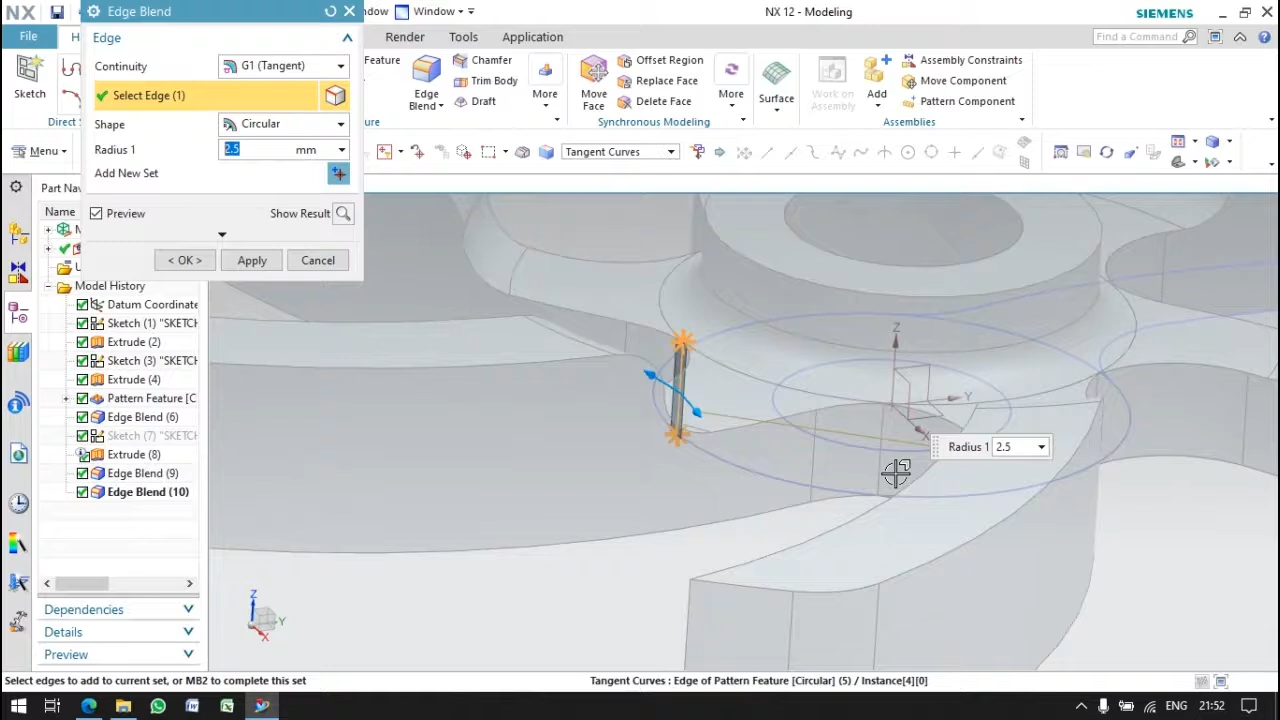 NX
dow
Window
NX 12 - Modeling
SIEMENS
File
Render
Tools
Application
Find a Command
Edge Blend
Edge
Continuity
G1 (Tangent)
Select Edge (1)
Shape
Circular
Radius 1
2.5
mm
Add New Set
Preview
Show Result
< OK >
Apply
Cancel
Sketch
Feature
Edge
Blend
Chamfer
Trim Body
Draft
More
Move
Face
Offset Region
Replace Face
Delete Face
More
Surface
Work on
Assembly
Add
Assembly Constraints
Move Component
Pattern Component
Synchronous Modeling
Assemblies
Menu
Tangent Curves
Part Nav
Name
Model History
Datum Coordinate
Sketch (1) "SKETCH
Extrude (2)
Sketch (3) "SKETCH
Extrude (4)
Pattern Feature [C
Edge Blend (6)
Sketch (7) "SKETCH
Extrude (8)
Edge Blend (9)
Edge Blend (10)
Dependencies
Details
Preview
Z
Y
X
Radius 1
2.5
Z
Y
X
Select edges to add to current set, or MB2 to complete this set
Tangent Curves : Edge of Pattern Feature [Circular] (5) / Instance[4][0]
ENG
21:52